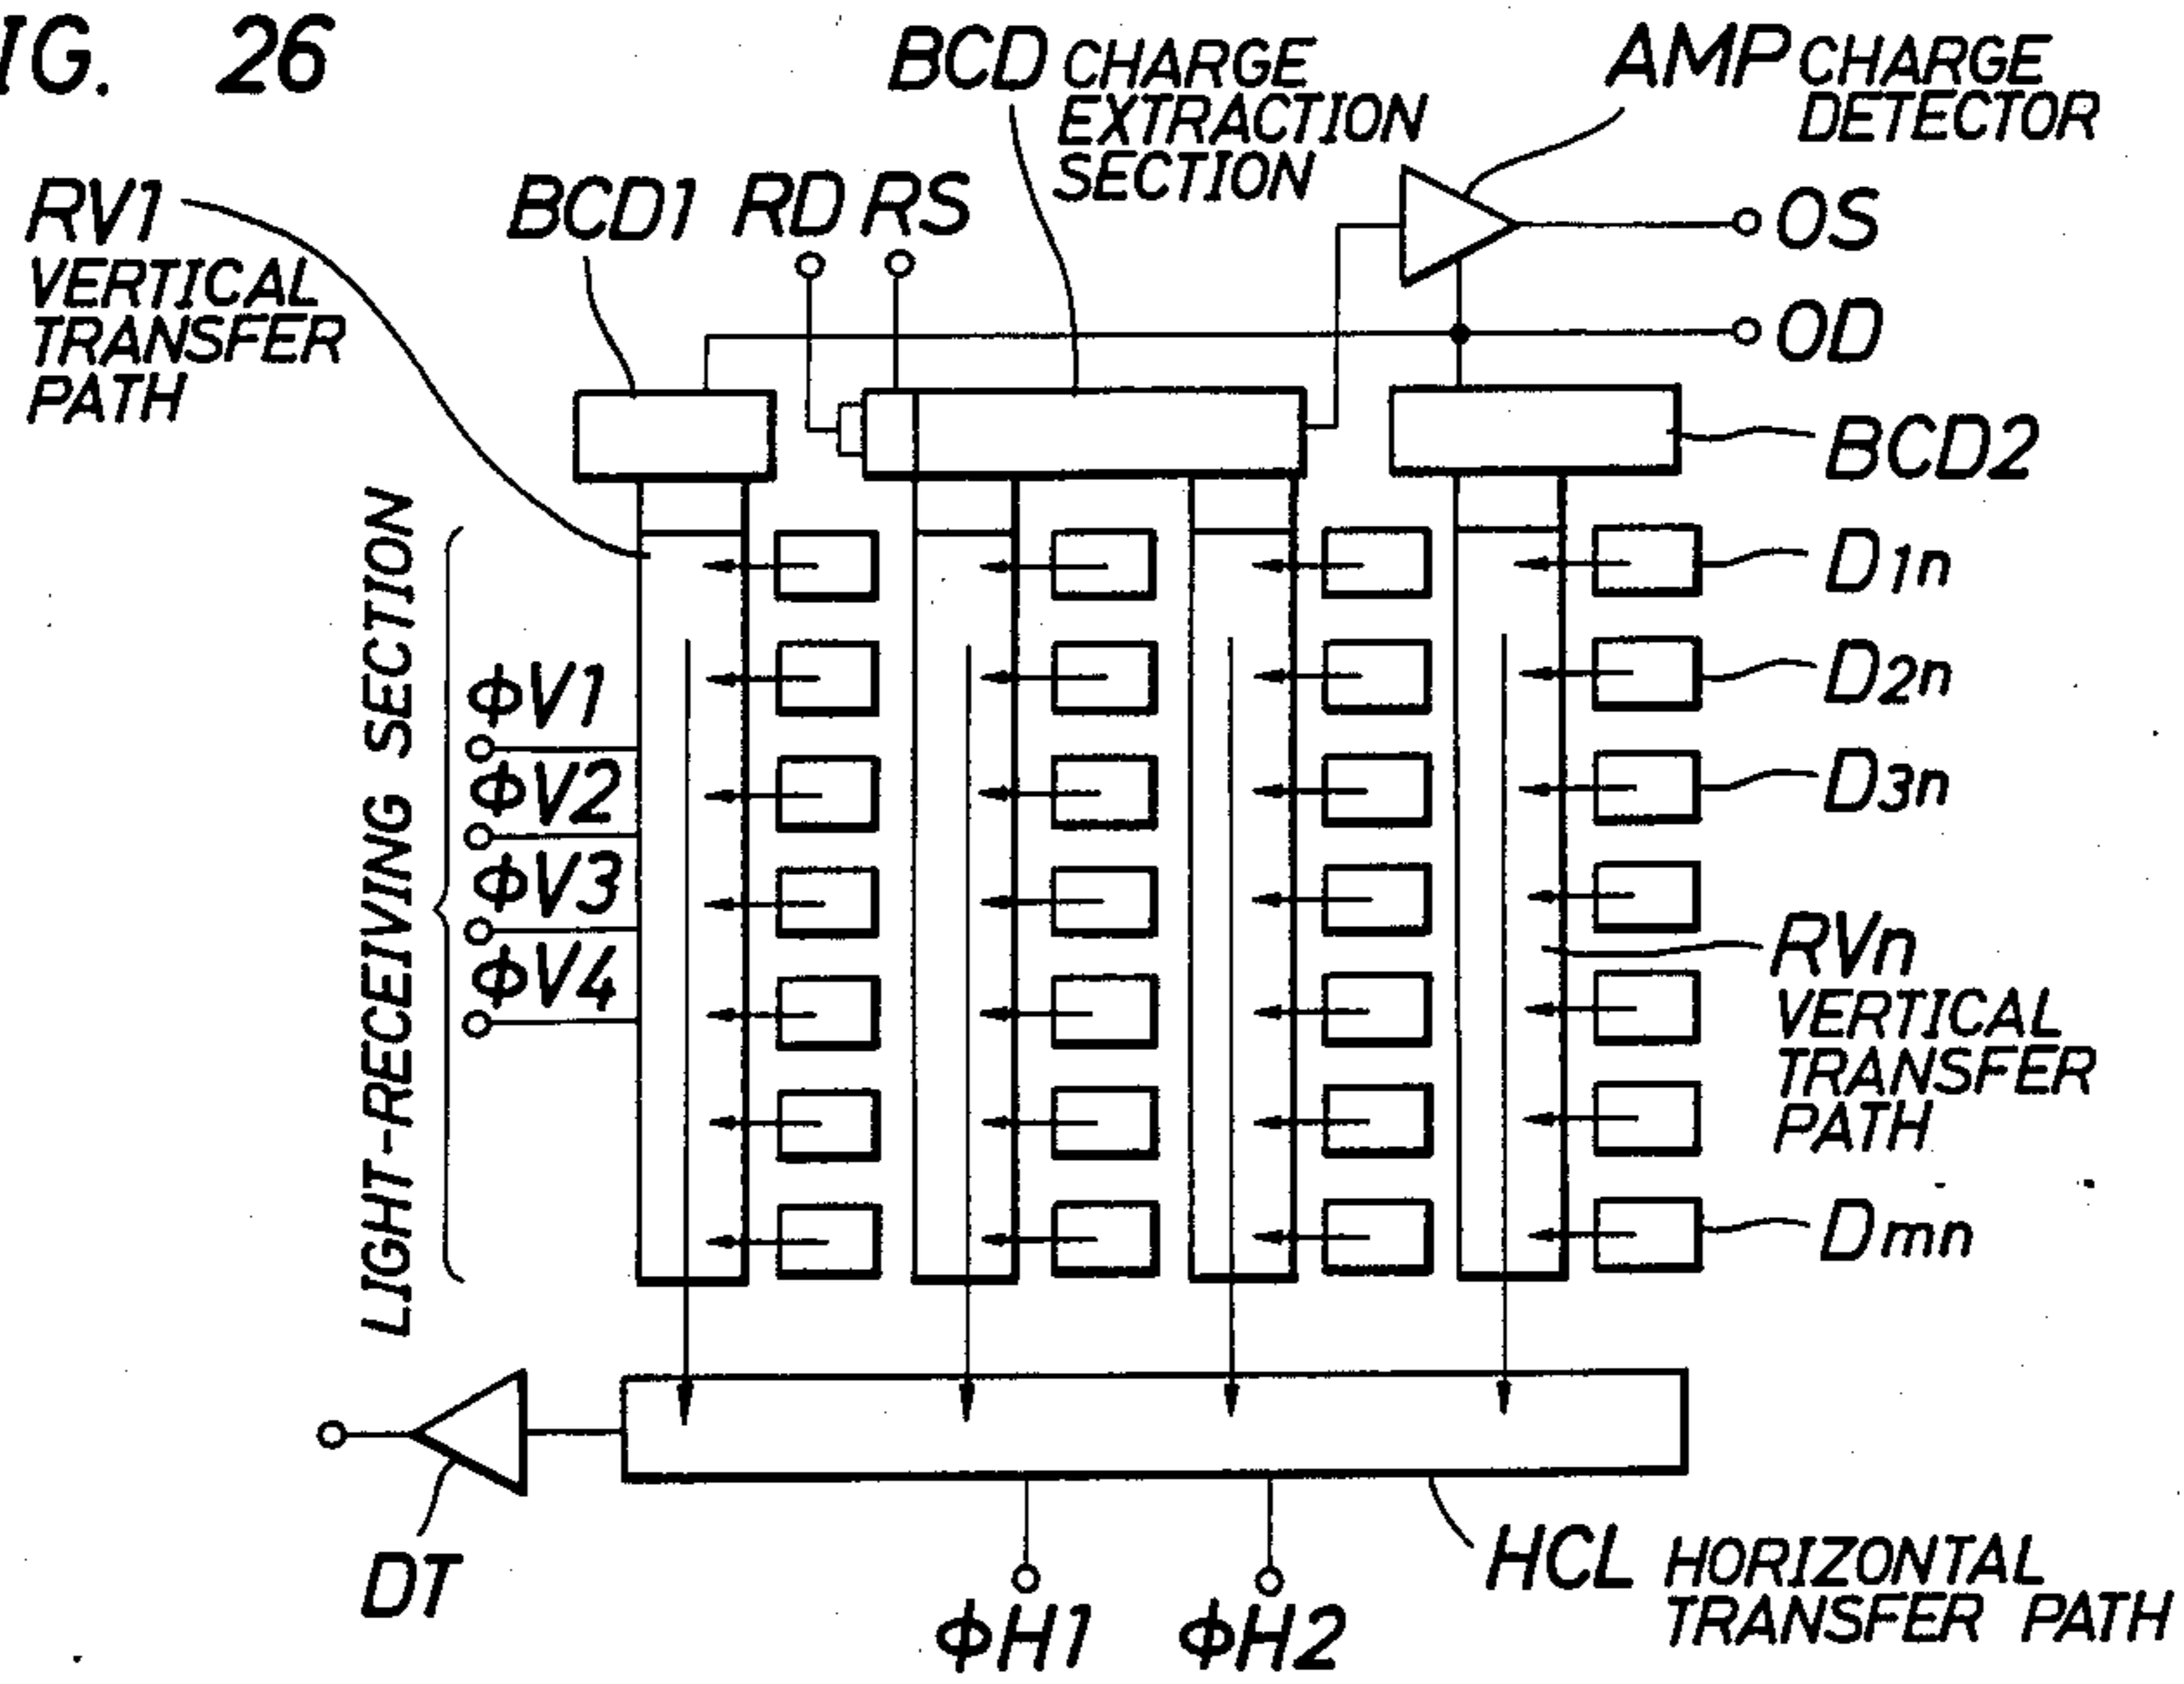 IG. 26
BCD CHARGE
EXTRACTION
SECTION
AMP CHARGE
DETECTOR
RV1
VERTICAL
TRANSFER
PATH
BCD1
RD
RS
OS
OD
BCD2
LIGHT-RECEIVING SECTION
D1n
D2n
D3n
ΦV1
ΦV2
ΦV3
ΦV4
RVn
VERTICAL
TRANSFER
PATH
Dmn
DT
ΦH1
ΦH2
HCL HORIZONTAL
TRANSFER PATH